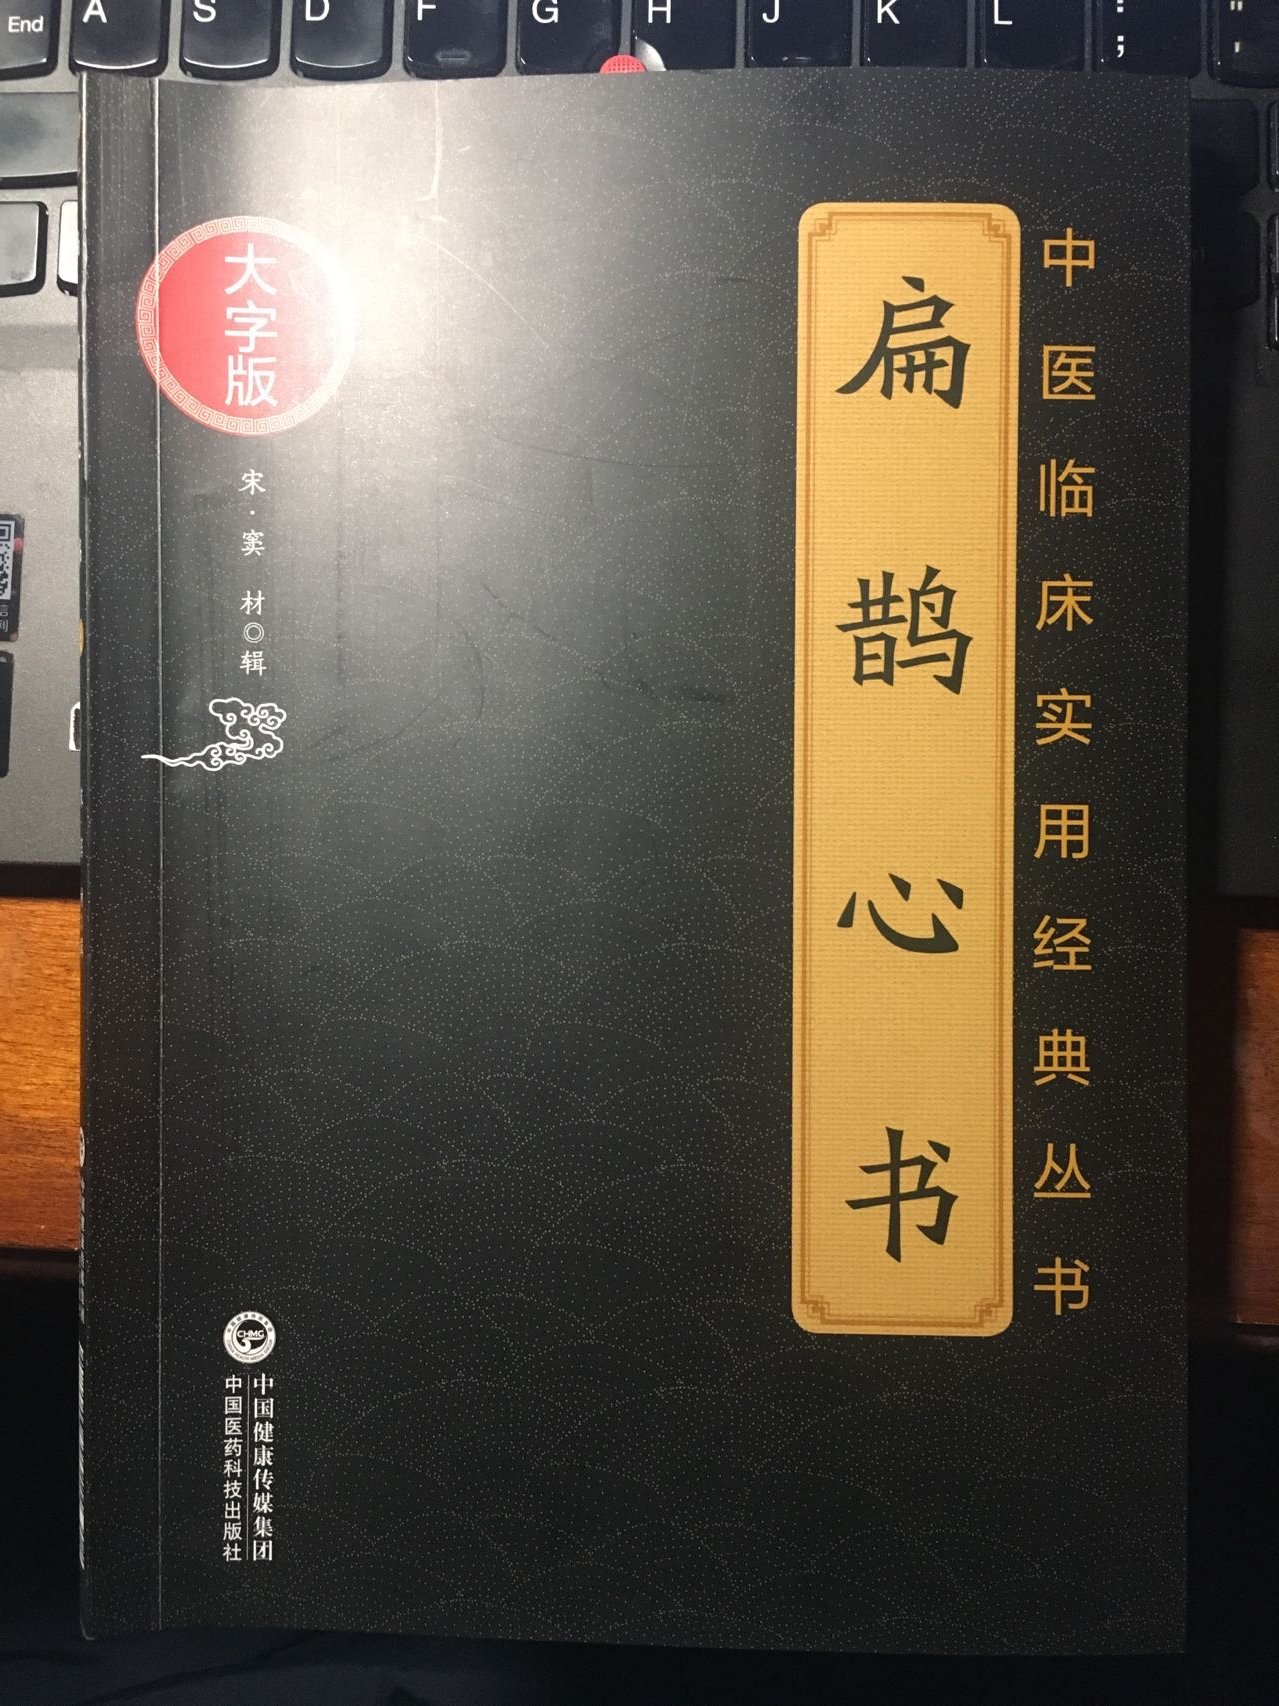 End A S D F G H J K L : ; "
中医临床实用经典丛书
扁鹊心书
大字版
宋·窦 材◎辑
CHMG
中国健康传媒集团
中国医药科技出版社